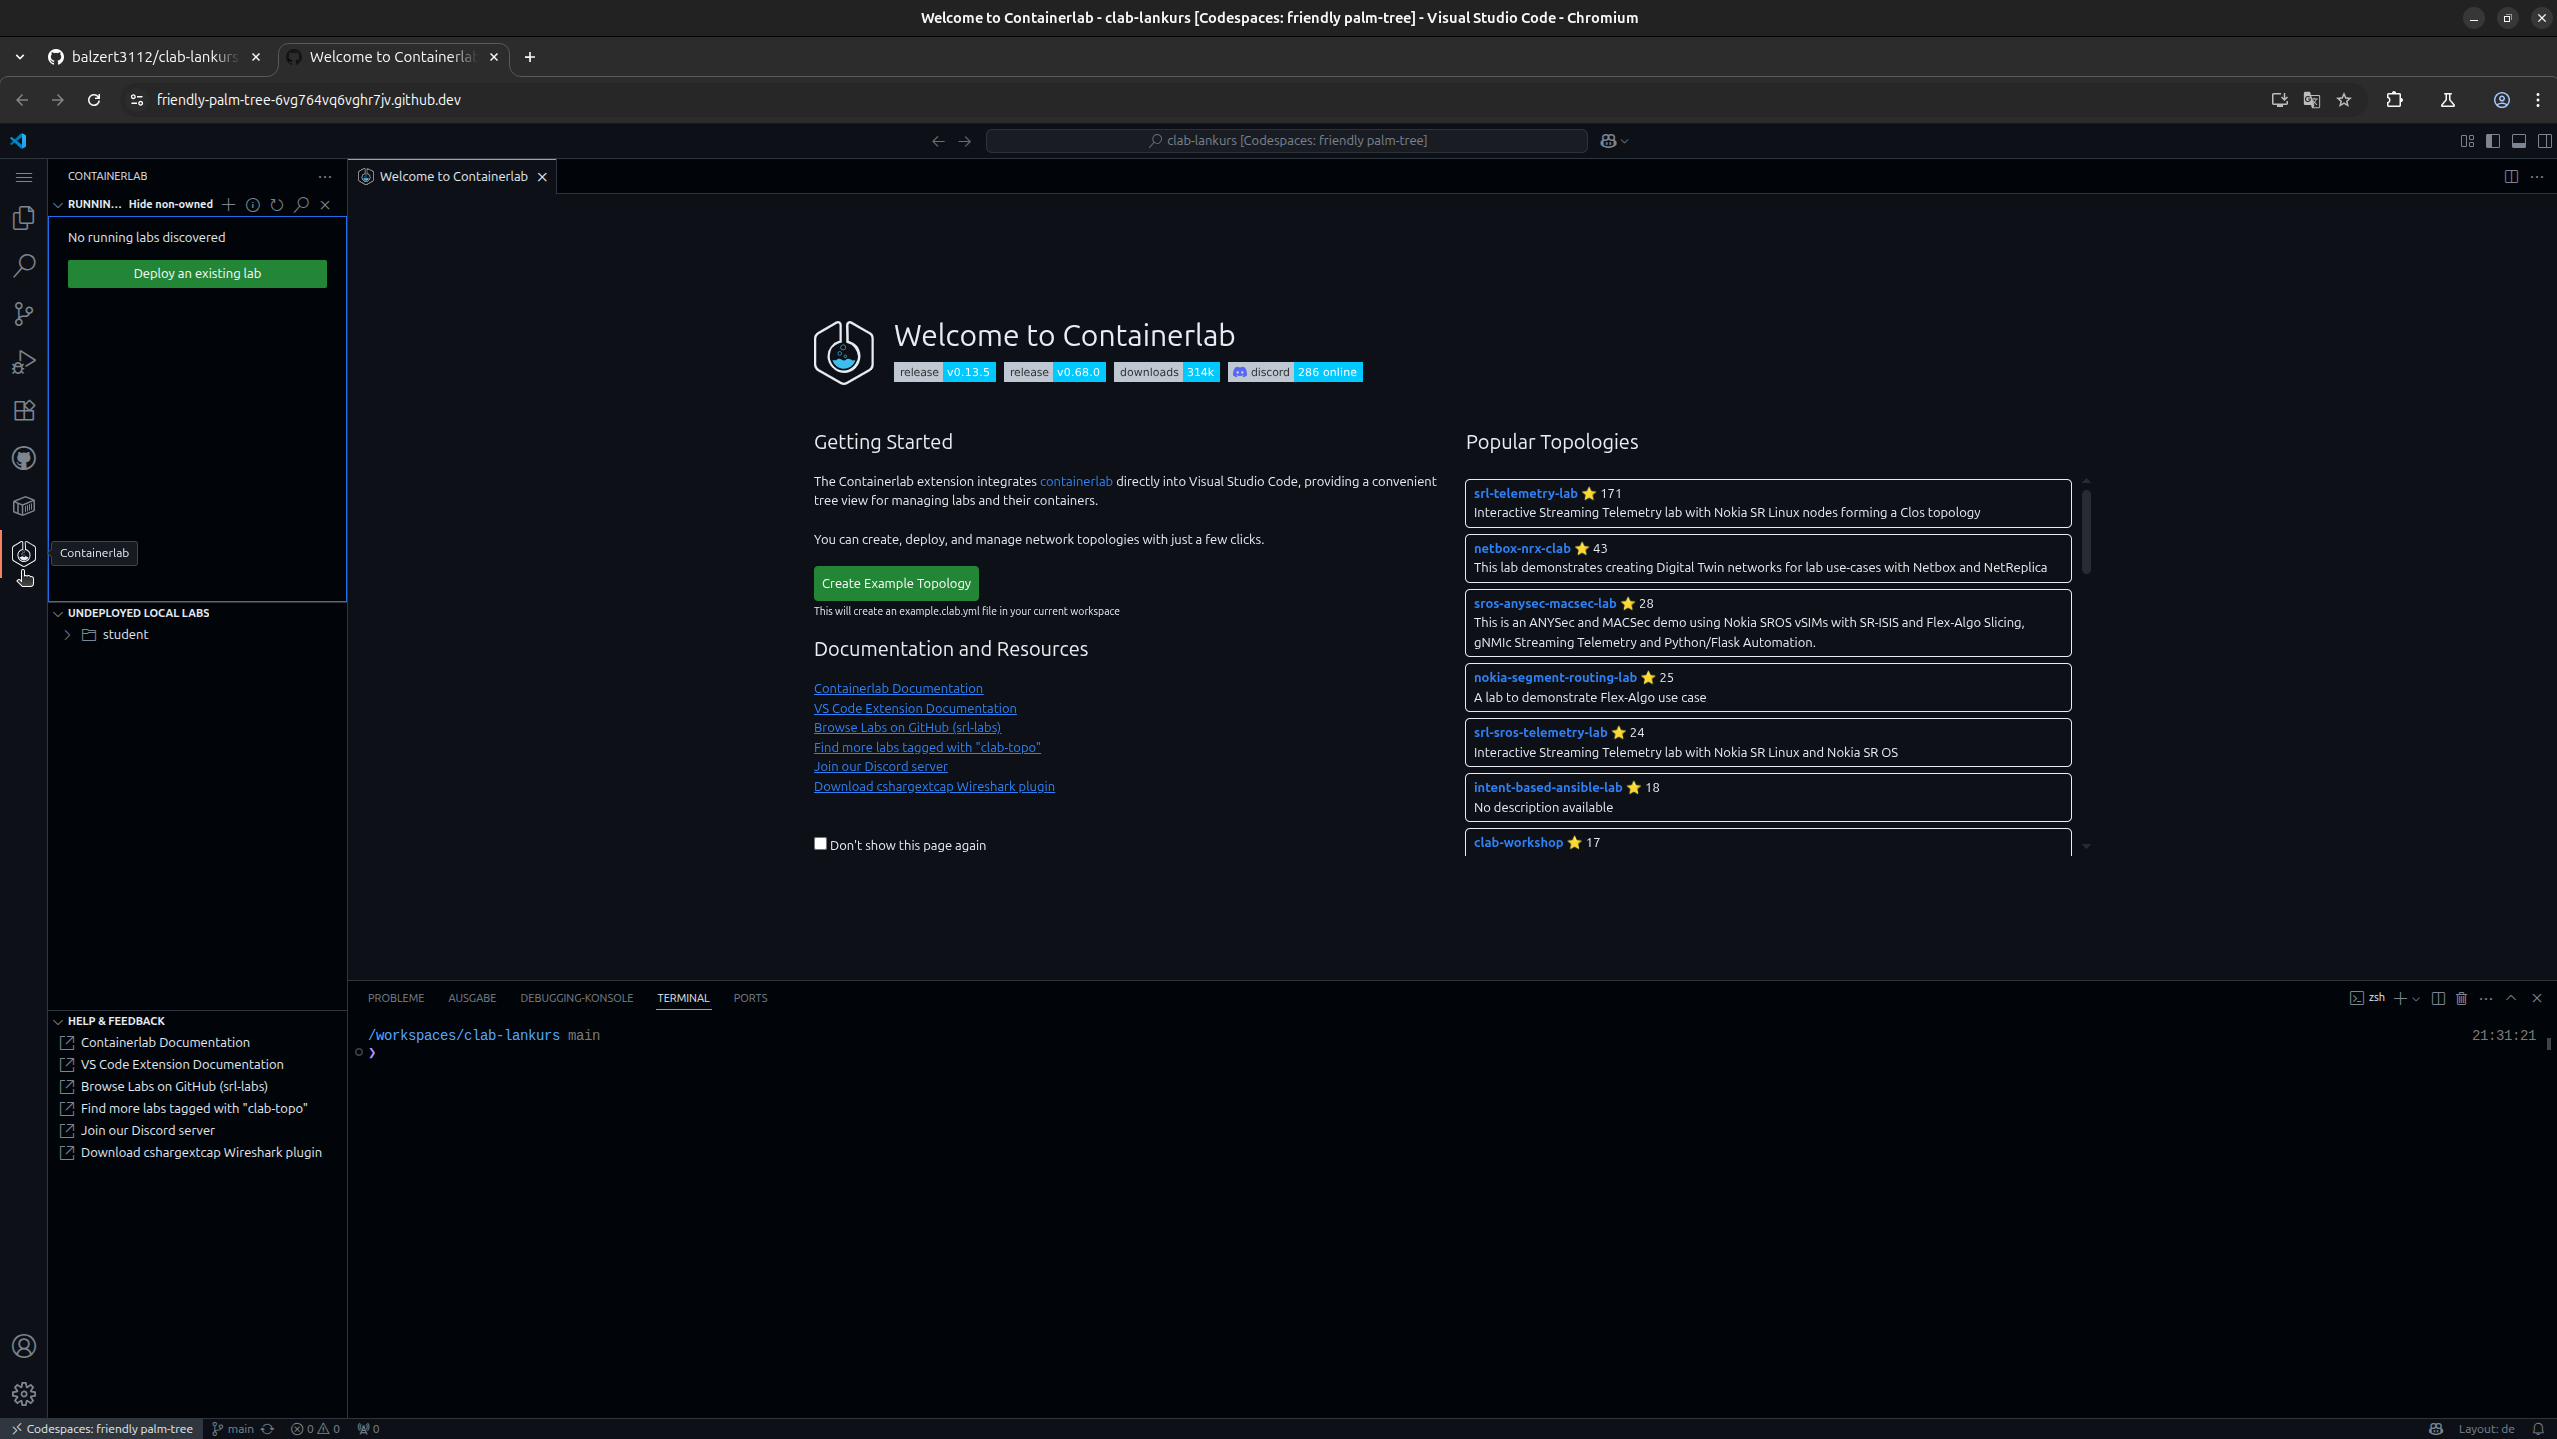 Welcome to Containerlab - clab-lankurs [Codespaces: friendly palm-tree] - Visual Studio Code - Chromium
balzert3112/clab-lankurs
Welcome to Containerlab
friendly-palm-tree-6vg764vq6vghr7jv.github.dev
clab-lankurs [Codespaces: friendly palm-tree]
CONTAINERLAB
RUNNIN... Hide non-owned
No running labs discovered
Deploy an existing lab
Containerlab
UNDEPLOYED LOCAL LABS
student
HELP & FEEDBACK
Containerlab Documentation
VS Code Extension Documentation
Browse Labs on GitHub (srl-labs)
Find more labs tagged with "clab-topo"
Join our Discord server
Download cshargextcap Wireshark plugin
Welcome to Containerlab
Welcome to Containerlab
release v0.13.5 release v0.68.0 downloads 314k discord 286 online
Getting Started
The Containerlab extension integrates containerlab directly into Visual Studio Code, providing a convenient
tree view for managing labs and their containers.
You can create, deploy, and manage network topologies with just a few clicks.
Create Example Topology
This will create an example.clab.yml file in your current workspace
Documentation and Resources
Containerlab Documentation
VS Code Extension Documentation
Browse Labs on GitHub (srl-labs)
Find more labs tagged with "clab-topo"
Join our Discord server
Download cshargextcap Wireshark plugin
Don't show this page again
Popular Topologies
srl-telemetry-lab ⭐ 171
Interactive Streaming Telemetry lab with Nokia SR Linux nodes forming a Clos topology
netbox-nrx-clab ⭐ 43
This lab demonstrates creating Digital Twin networks for lab use-cases with Netbox and NetReplica
sros-anysec-macsec-lab ⭐ 28
This is an ANYSec and MACSec demo using Nokia SROS vSIMs with SR-ISIS and Flex-Algo Slicing,
gNMIc Streaming Telemetry and Python/Flask Automation.
nokia-segment-routing-lab ⭐ 25
A lab to demonstrate Flex-Algo use case
srl-sros-telemetry-lab ⭐ 24
Interactive Streaming Telemetry lab with Nokia SR Linux and Nokia SR OS
intent-based-ansible-lab ⭐ 18
No description available
clab-workshop ⭐ 17
PROBLEME AUSGABE DEBUGGING-KONSOLE TERMINAL PORTS
zsh
/workspaces/clab-lankurs main 21:31:21
❯
Codespaces: friendly palm-tree main 0 0 0 Layout: de